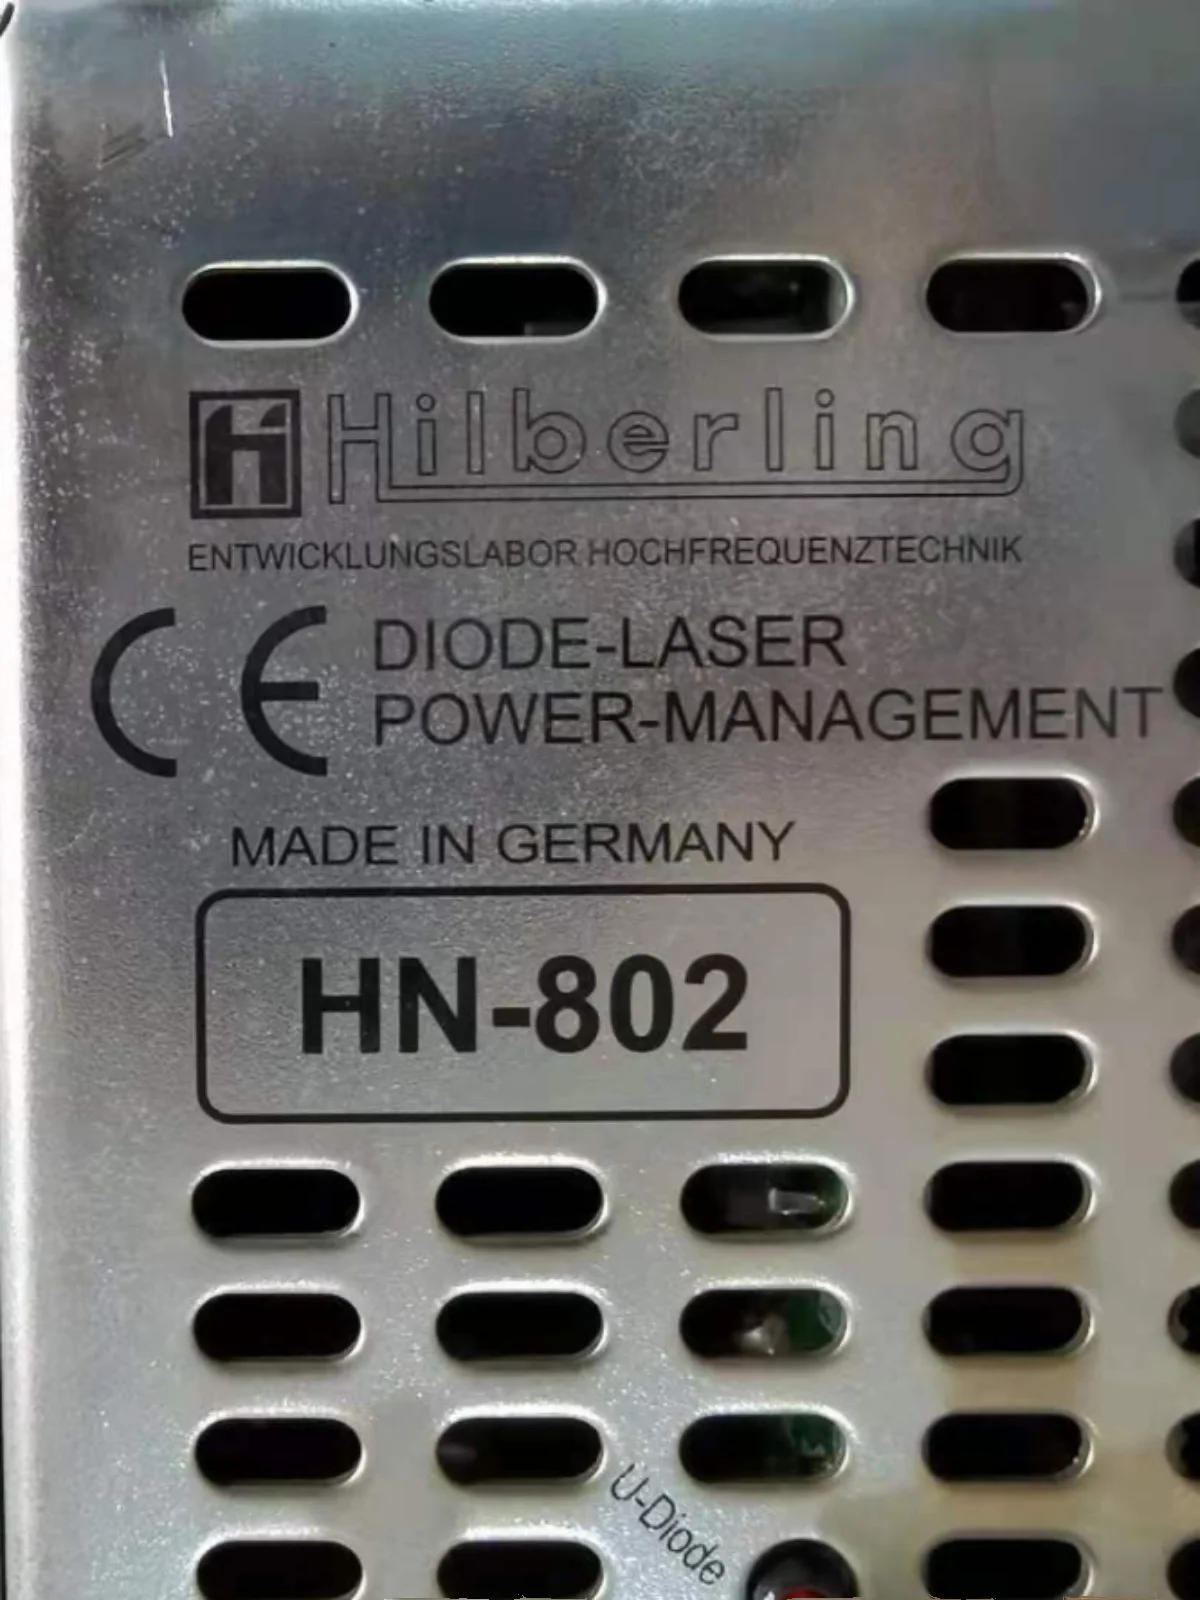 Hilberling
ENTWICKLUNGSLABOR HOCHFREQUENZTECHNIK
CE DIODE-LASER
POWER-MANAGEMENT
MADE IN GERMANY
HN-802
U-Diode